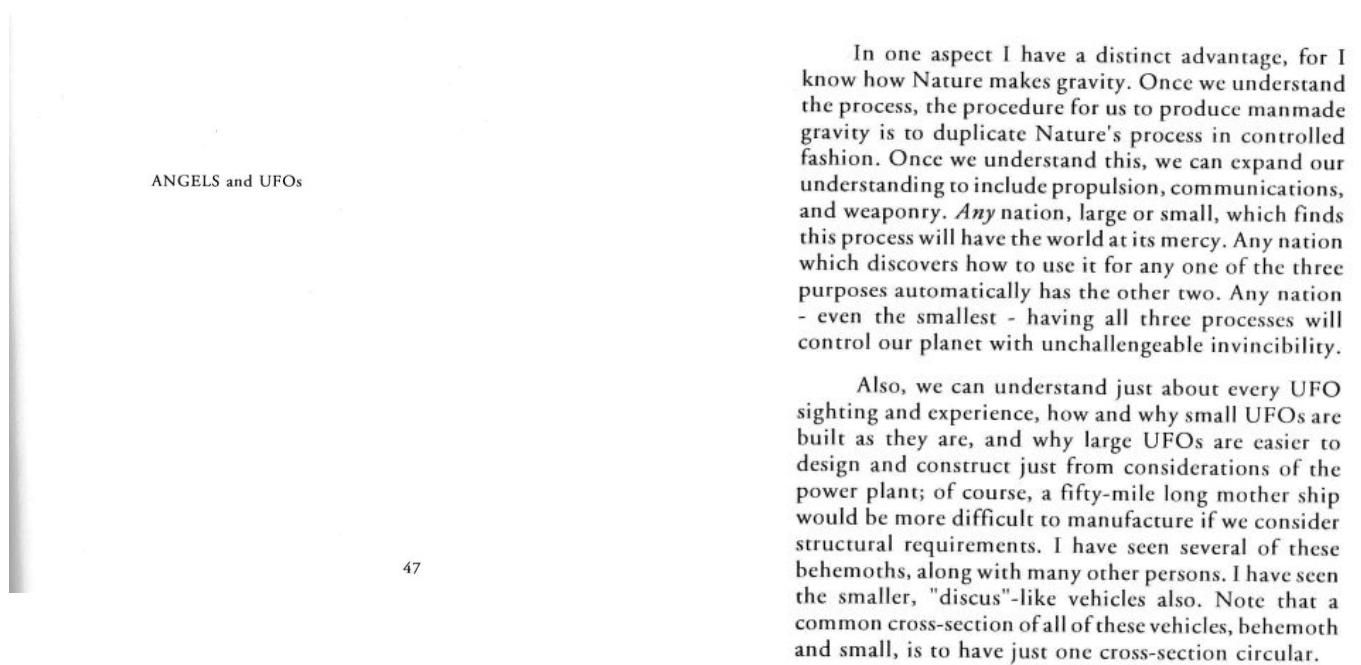 ANGELS and UFOs
47
In one aspect I have a distinct advantage, for I
know how Nature makes gravity. Once we understand
the process, the procedure for us to produce manmade
gravity is to duplicate Nature's process in controlled
fashion. Once we understand this, we can expand our
understanding to include propulsion, communications,
and weaponry. Any nation, large or small, which finds
this process will have the world at its mercy. Any nation
which discovers how to use it for any one of the three
purposes automatically has the other two. Any nation
- even the smallest - having all three processes will
control our planet with unchallengeable invincibility.
Also, we can understand just about every UFO
sighting and experience, how and why small UFOs are
built as they are, and why large UFOs are easier to
design and construct just from considerations of the
power plant; of course, a fifty-mile long mother ship
would be more difficult to manufacture if we consider
structural requirements. I have seen several of these
behemoths, along with many other persons. I have seen
the smaller, "discus"-like vehicles also. Note that a
common cross-section of all of these vehicles, behemoth
and small, is to have just one cross-section circular.